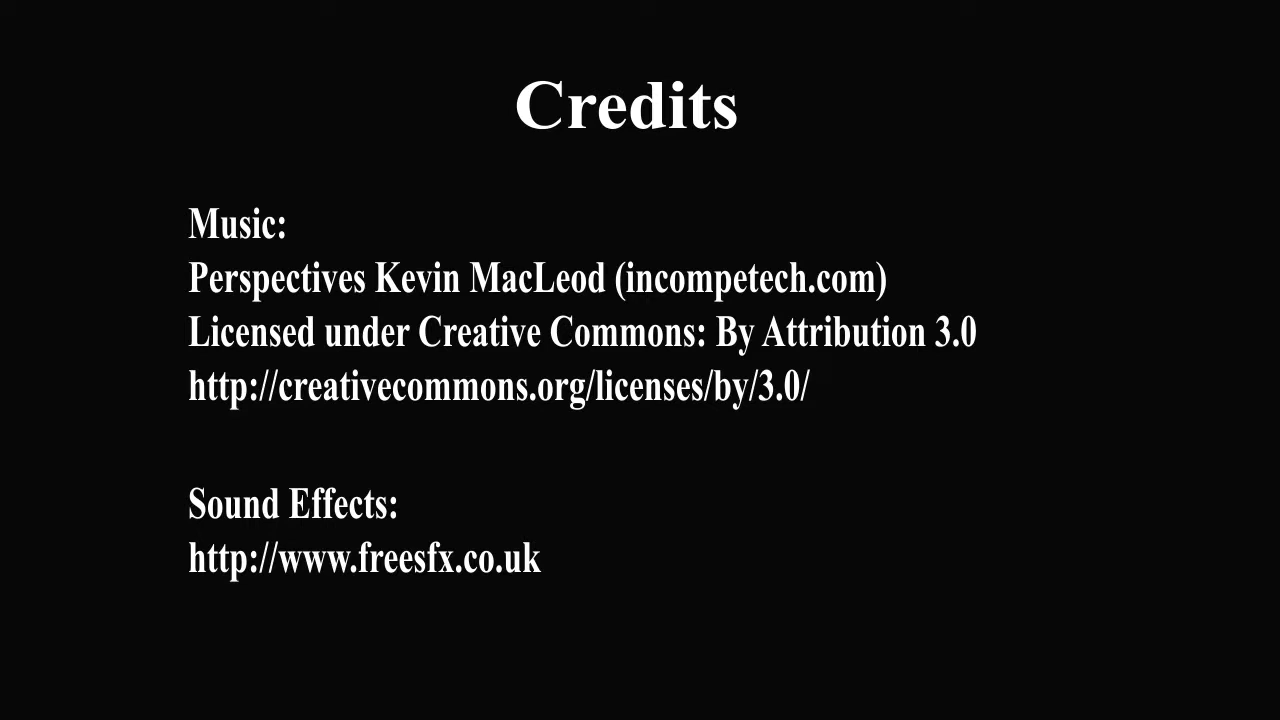 Credits
Music:
Perspectives Kevin MacLeod (incompetech.com)
Licensed under Creative Commons: By Attribution 3.0
http://creativecommons.org/licenses/by/3.0/
Sound Effects:
http://www.freesfx.co.uk